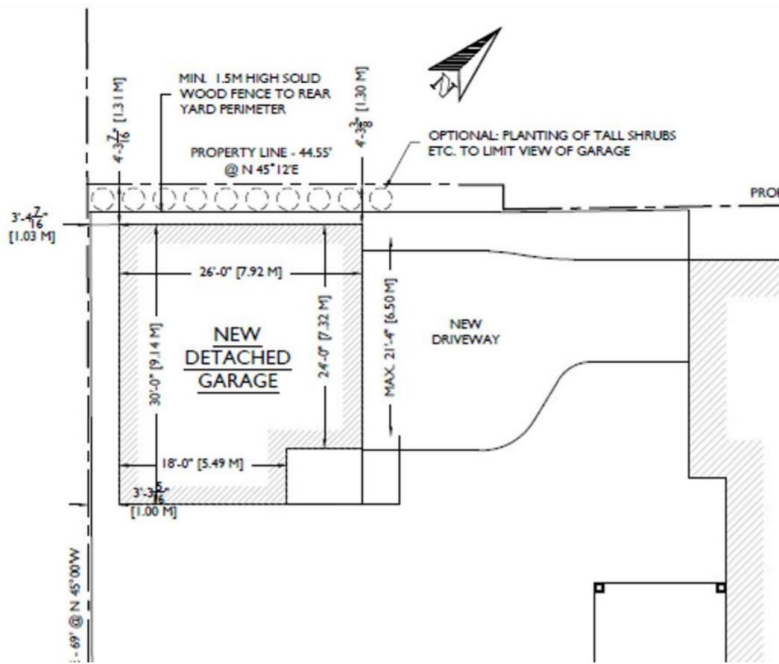 MIN. 1.5M HIGH SOLID
WOOD FENCE TO REAR
YARD PERIMETER
4'-3 7/16" [1.31 M]
4'-3 3/8" [1.30 M]
N
PROPERTY LINE - 44.55'
@ N 45°12'E
OPTIONAL: PLANTING OF TALL SHRUBS
ETC. TO LIMIT VIEW OF GARAGE
3'-4 7/16"
[1.03 M]
26'-0" [7.92 M]
30'-0" [9.14 M]
24'-0" [7.32 M]
NEW
DETACHED
GARAGE
MAX. 21'-4" [6.50 M]
NEW
DRIVEWAY
18'-0" [5.49 M]
3'-3 5/16"
[1.00 M]
- 69' @ N 45°00'W